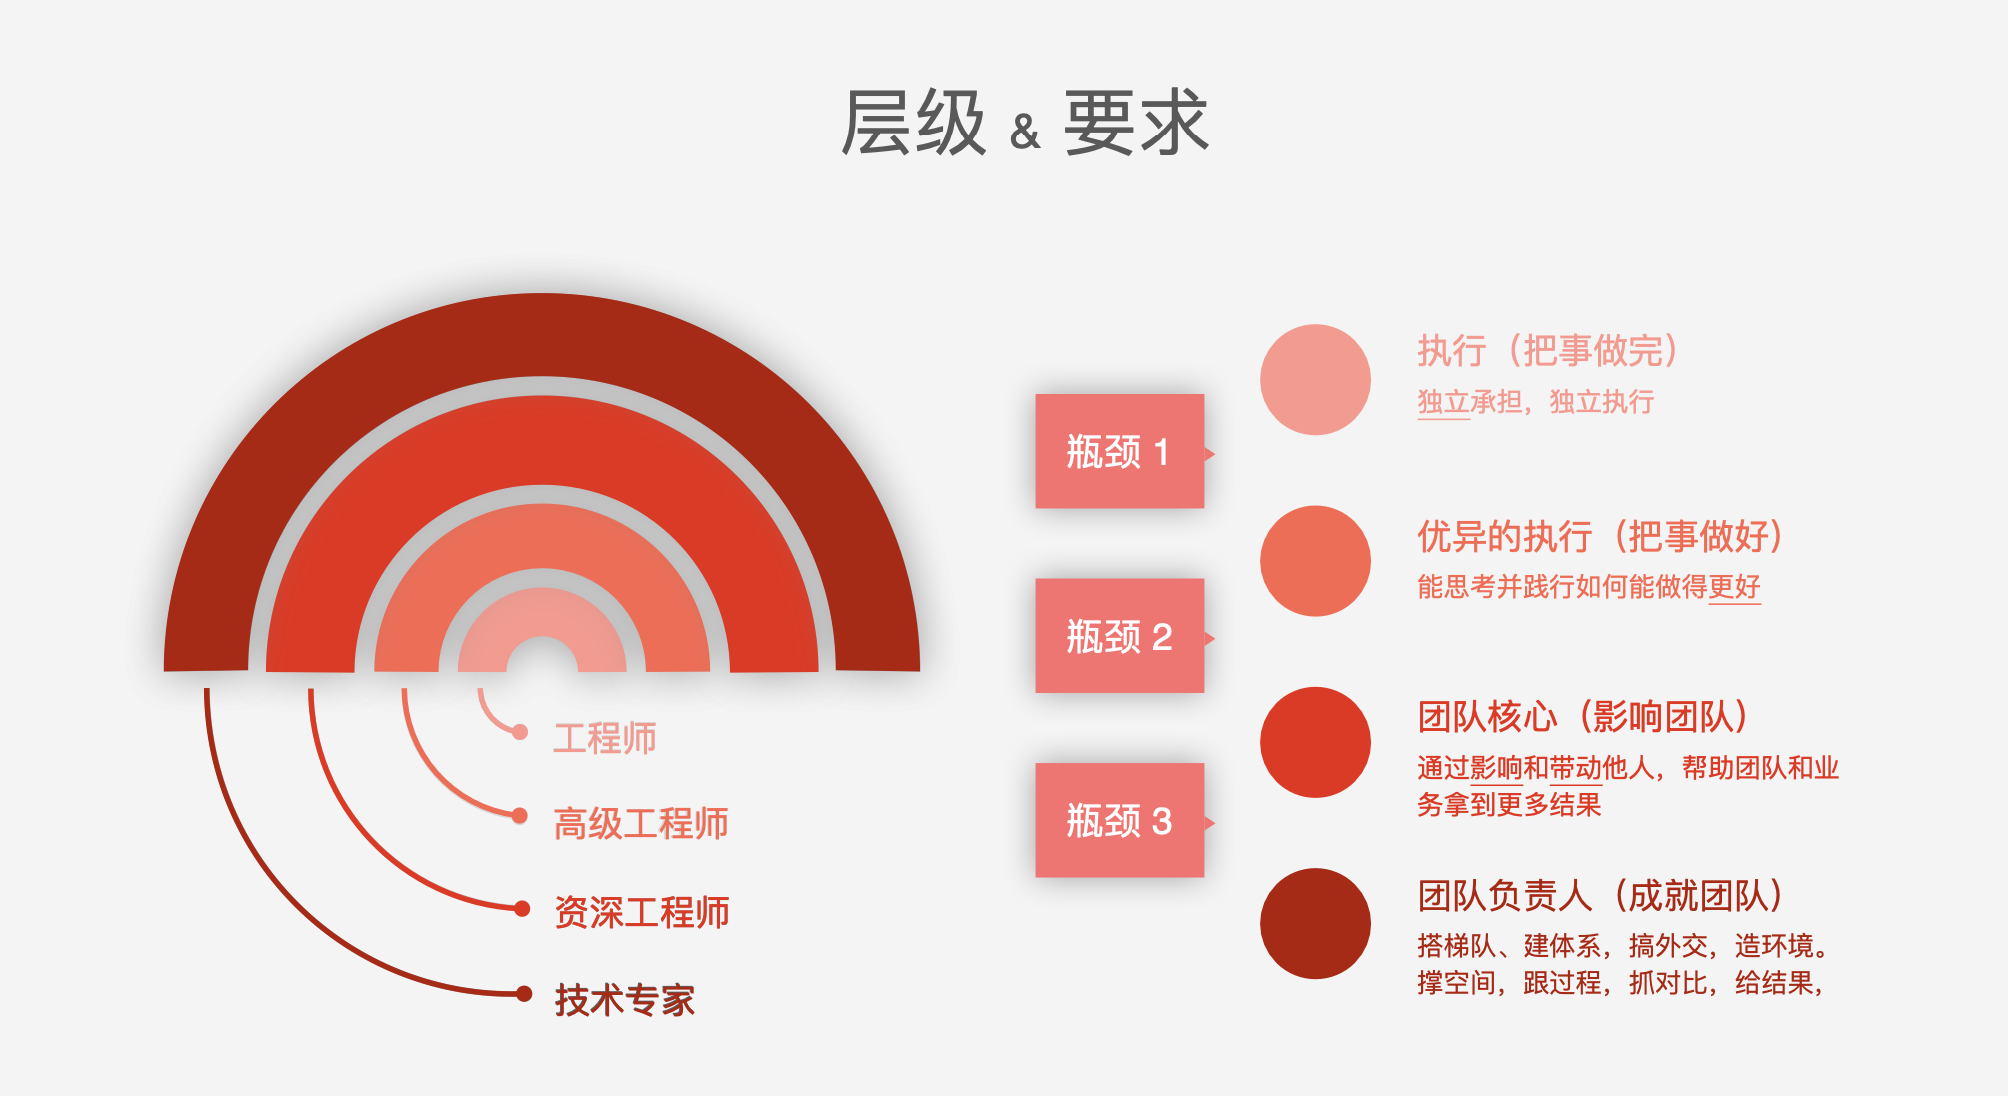 层级 & 要求
工程师
高级工程师
资深工程师
技术专家
瓶颈 1
瓶颈 2
瓶颈 3
执行（把事做完）
独立承担，独立执行
优异的执行（把事做好）
能思考并践行如何能做得更好
团队核心（影响团队）
通过影响和带动他人，帮助团队和业
务拿到更多结果
团队负责人（成就团队）
搭梯队、建体系，搞外交，造环境。
撑空间，跟过程，抓对比，给结果，